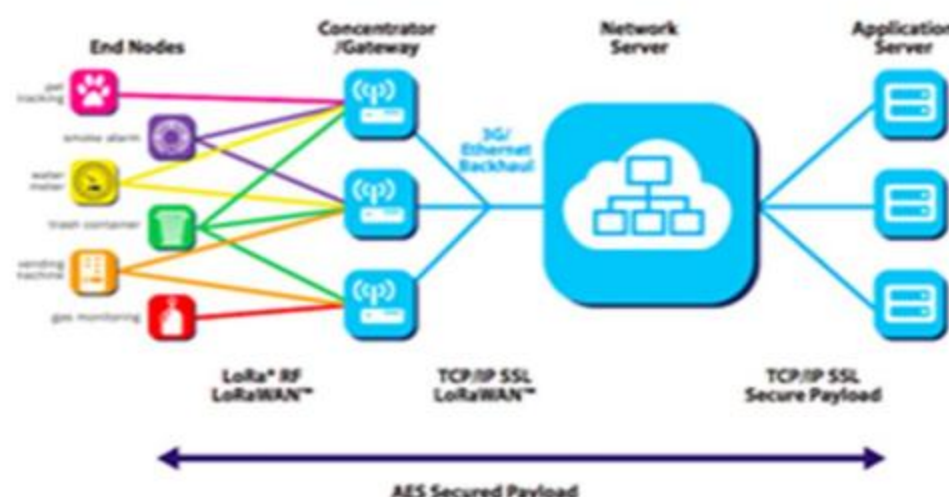 End Nodes
Concentrator
/Gateway
Network
Server
Application
Server
pet
tracking
smoke alarm
water
meter
trash container
vending
machine
gas monitoring
3G/
Ethernet
Backhaul
LoRa® RF
LoRaWAN™
TCP/IP SSL
LoRaWAN™
TCP/IP SSL
Secure Payload
AES Secured Payload